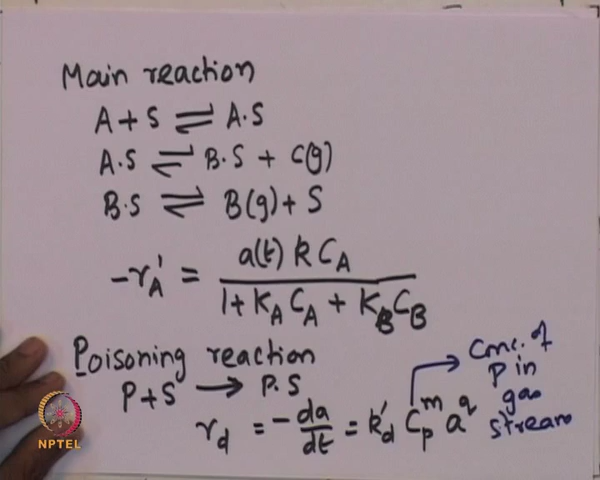 Main reaction
A + S ⇌ A·S
A·S ⇌ B·S + C(g)
B·S ⇌ B(g) + S
-r'A = a(t) k CA / 1 + KA CA + KB CB
Poisoning reaction
P + S → P·S
rd = -da/dt = k'd Cp^m a^q
→ Conc. of
P in
gas
stream
NPTEL